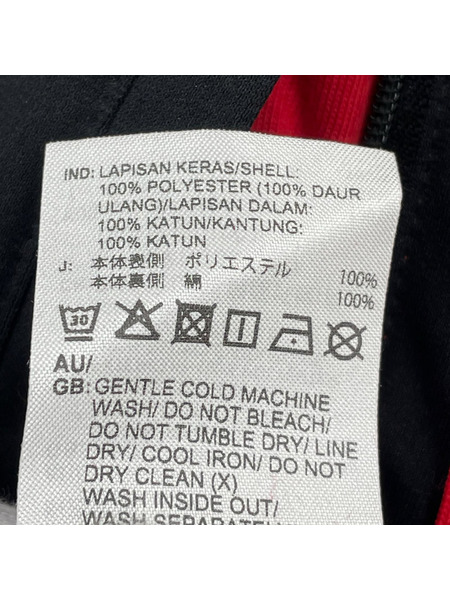 IND: LAPISAN KERAS/SHELL:
100% POLYESTER (100% DAUR
ULANG)/LAPISAN DALAM:
100% KATUN/KANTUNG:
100% KATUN
J: 本体表側 ポリエステル 100%
本体裏側 綿 100%
30
AU/
GB: GENTLE COLD MACHINE
WASH/ DO NOT BLEACH/
DO NOT TUMBLE DRY/ LINE
DRY/ COOL IRON/ DO NOT
DRY CLEAN (X)
WASH INSIDE OUT/
WASH SEPARATELY/